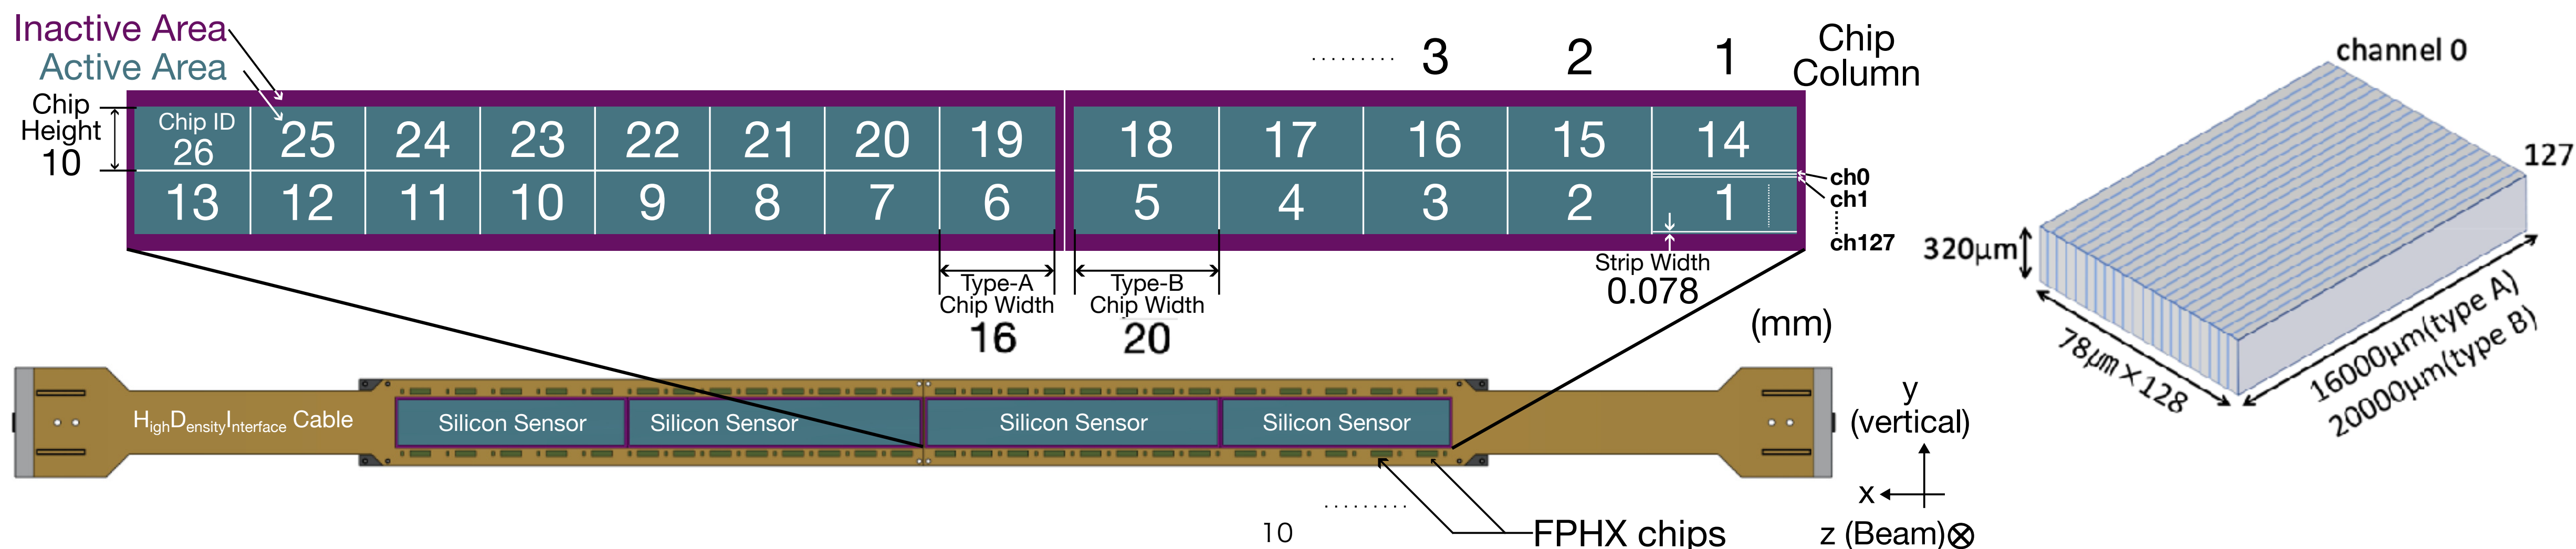 Inactive Area
Active Area
Chip
Height
10
......... 3 2 1
Chip
Column
Chip ID
26 25 24 23 22 21 20 19 18 17 16 15 14
13 12 11 10 9 8 7 6 5 4 3 2 1
ch0
ch1
ch127
Type-A
Chip Width
16
Type-B
Chip Width
20
Strip Width
0.078
(mm)
HighDensityInterface Cable
Silicon Sensor
Silicon Sensor
Silicon Sensor
Silicon Sensor
.........
10
FPHX chips
y
(vertical)
x
z (Beam)
channel 0
127
320μm
78μm × 128
16000μm(type A)
20000μm(type B)